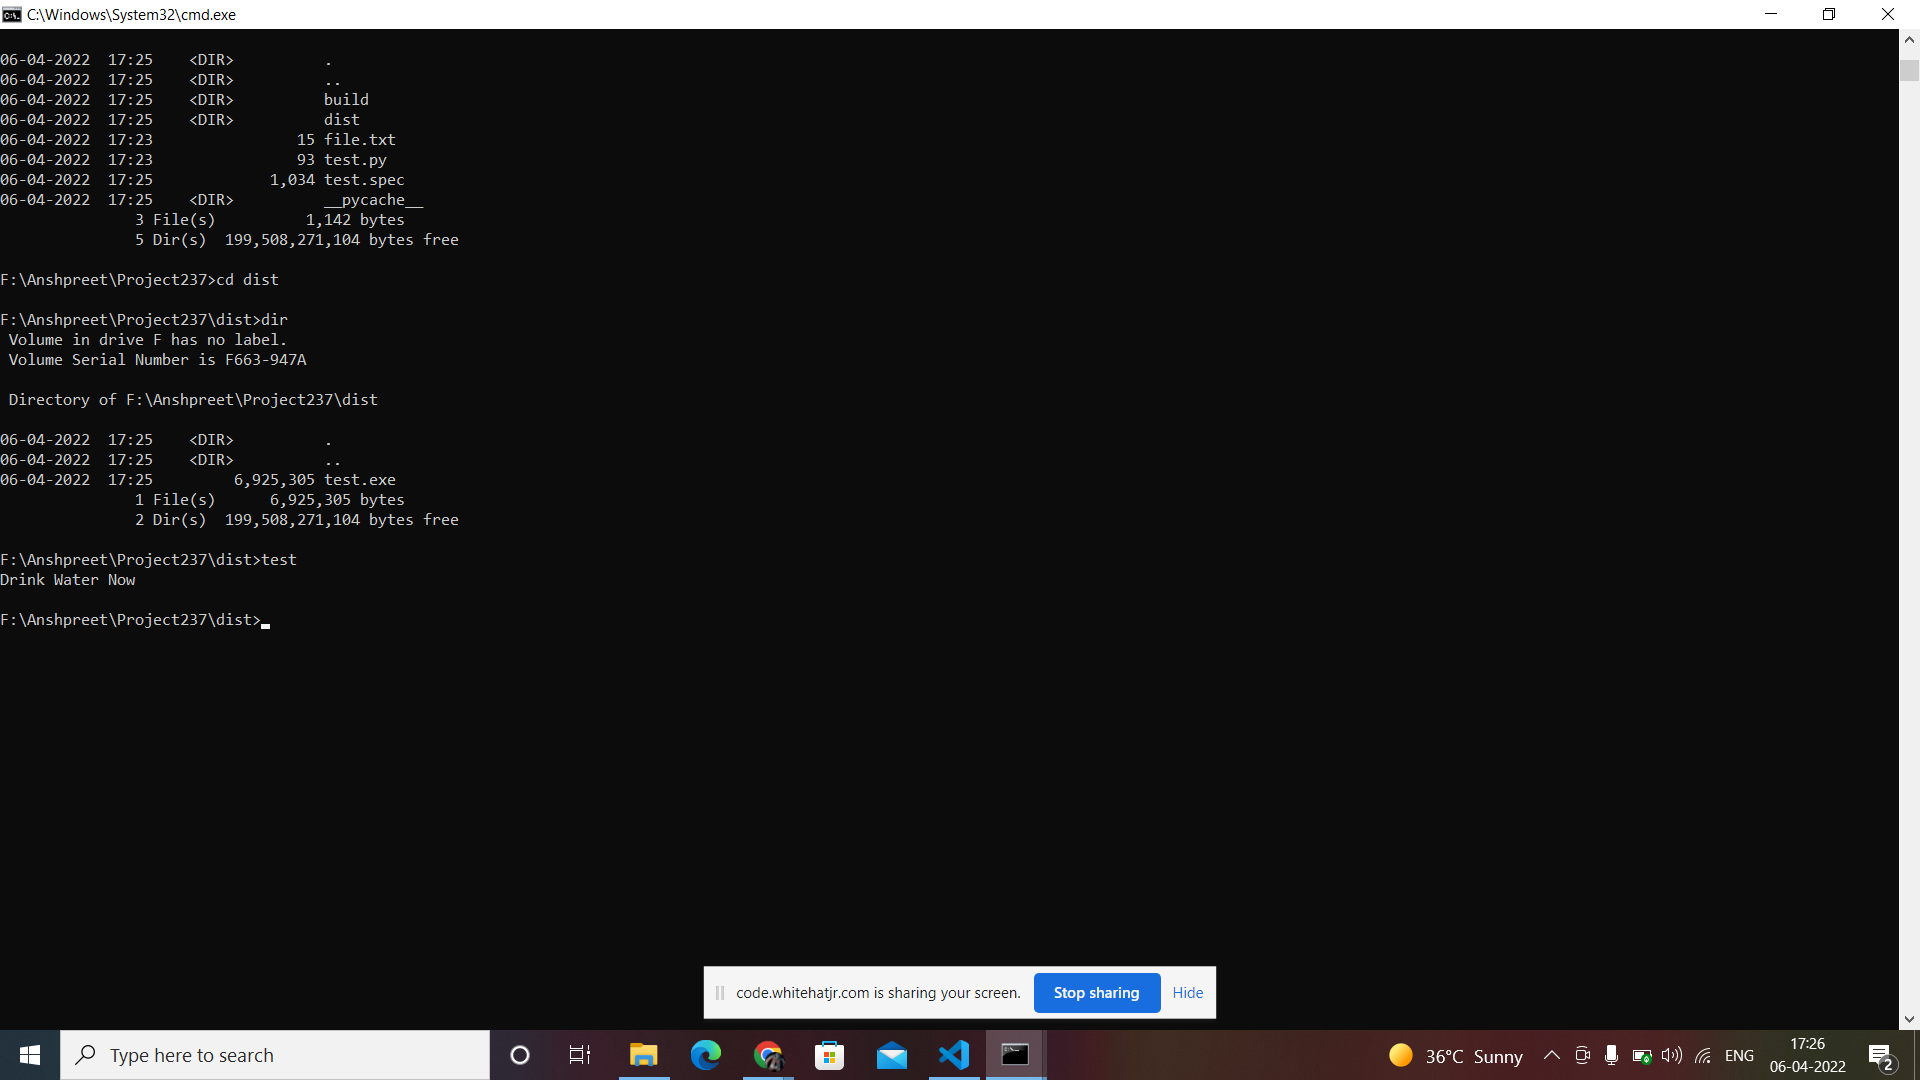 C:\Windows\System32\cmd.exe
06-04-2022  17:25    <DIR>          .
06-04-2022  17:25    <DIR>          ..
06-04-2022  17:25    <DIR>          build
06-04-2022  17:25    <DIR>          dist
06-04-2022  17:23                15 file.txt
06-04-2022  17:23                93 test.py
06-04-2022  17:25             1,034 test.spec
06-04-2022  17:25    <DIR>          __pycache__
               3 File(s)          1,142 bytes
               5 Dir(s)  199,508,271,104 bytes free
F:\Anshpreet\Project237>cd dist
F:\Anshpreet\Project237\dist>dir
 Volume in drive F has no label.
 Volume Serial Number is F663-947A
 Directory of F:\Anshpreet\Project237\dist
06-04-2022  17:25    <DIR>          .
06-04-2022  17:25    <DIR>          ..
06-04-2022  17:25         6,925,305 test.exe
               1 File(s)      6,925,305 bytes
               2 Dir(s)  199,508,271,104 bytes free
F:\Anshpreet\Project237\dist>test
Drink Water Now
F:\Anshpreet\Project237\dist>
code.whitehatjr.com is sharing your screen. Stop sharing Hide
Type here to search
36°C Sunny
ENG
17:26
06-04-2022
2